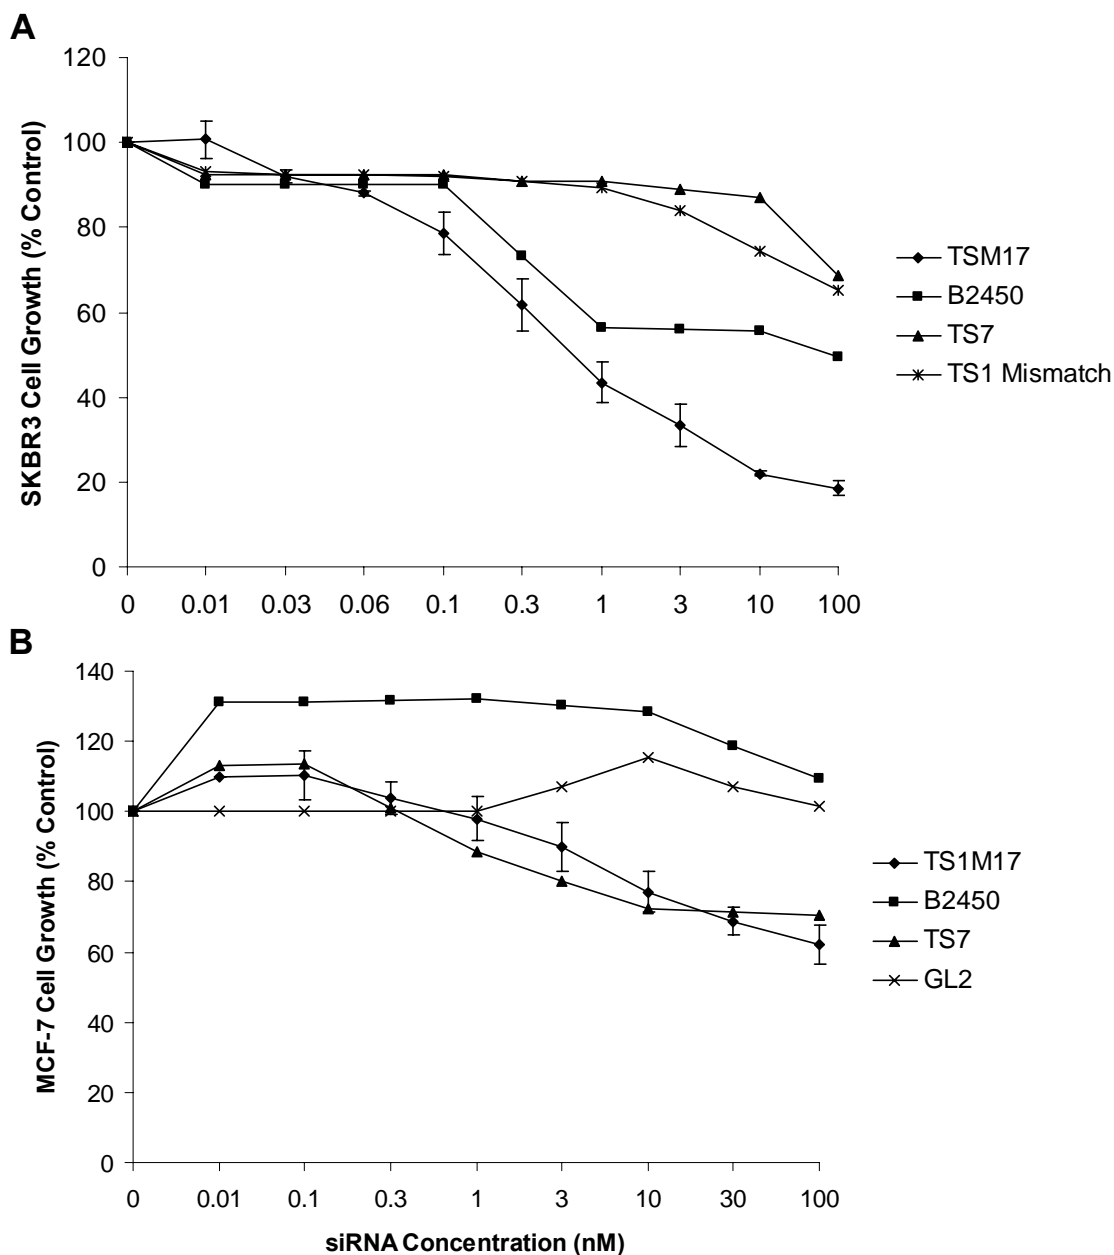 A
SKBR3 Cell Growth (% Control)
120
100
80
60
40
20
0
0 0.01 0.03 0.06 0.1 0.3 1 3 10 100
TSM17
B2450
TS7
TS1 Mismatch
B
MCF-7 Cell Growth (% Control)
140
120
100
80
60
40
20
0
0 0.01 0.1 0.3 1 3 10 30 100
siRNA Concentration (nM)
TS1M17
B2450
TS7
GL2